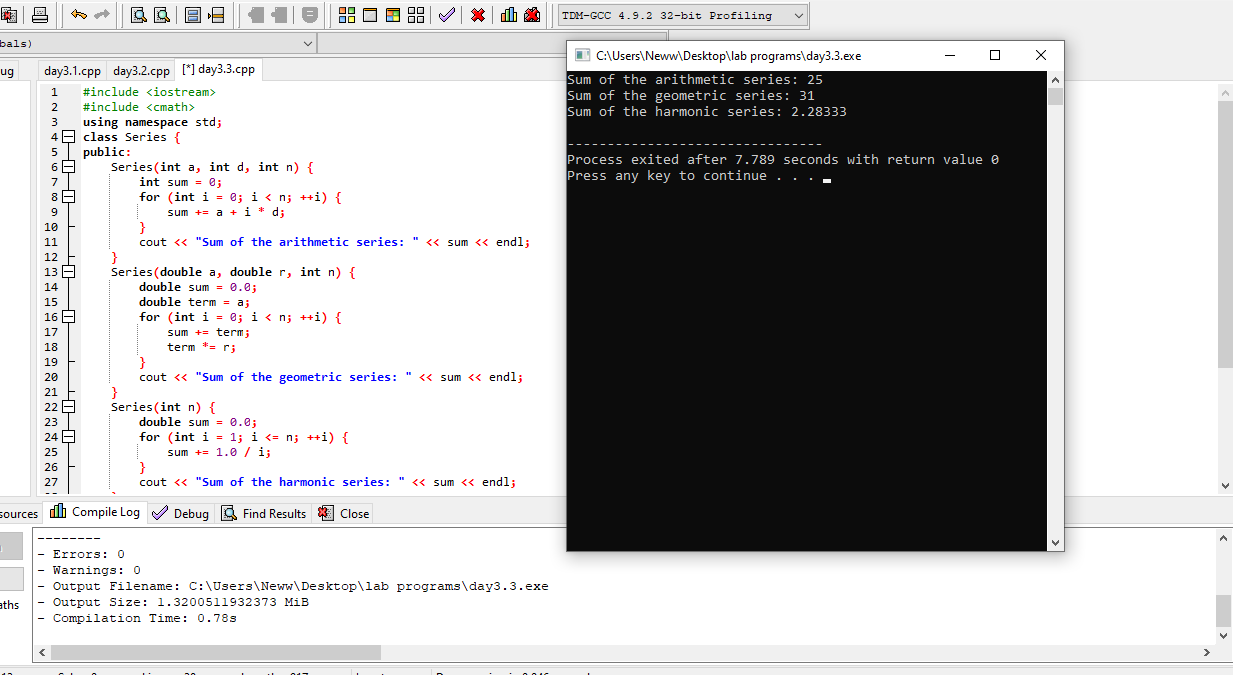 TDM-GCC 4.9.2 32-bit Profiling
bals)
ug
day3.1.cpp
day3.2.cpp
[*] day3.3.cpp
1 #include <iostream>
2 #include <cmath>
3 using namespace std;
4 class Series {
5 public:
6 Series(int a, int d, int n) {
7 int sum = 0;
8 for (int i = 0; i < n; ++i) {
9 sum += a + i * d;
10 }
11 cout << "Sum of the arithmetic series: " << sum << endl;
12 }
13 Series(double a, double r, int n) {
14 double sum = 0.0;
15 double term = a;
16 for (int i = 0; i < n; ++i) {
17 sum += term;
18 term *= r;
19 }
20 cout << "Sum of the geometric series: " << sum << endl;
21 }
22 Series(int n) {
23 double sum = 0.0;
24 for (int i = 1; i <= n; ++i) {
25 sum += 1.0 / i;
26 }
27 cout << "Sum of the harmonic series: " << sum << endl;
C:\Users\Neww\Desktop\lab programs\day3.3.exe
Sum of the arithmetic series: 25
Sum of the geometric series: 31
Sum of the harmonic series: 2.28333
--------------------------------
Process exited after 7.789 seconds with return value 0
Press any key to continue . . .
sources
Compile Log
Debug
Find Results
Close
--------
- Errors: 0
- Warnings: 0
- Output Filename: C:\Users\Neww\Desktop\lab programs\day3.3.exe
- Output Size: 1.3200511932373 MiB
- Compilation Time: 0.78s
aths